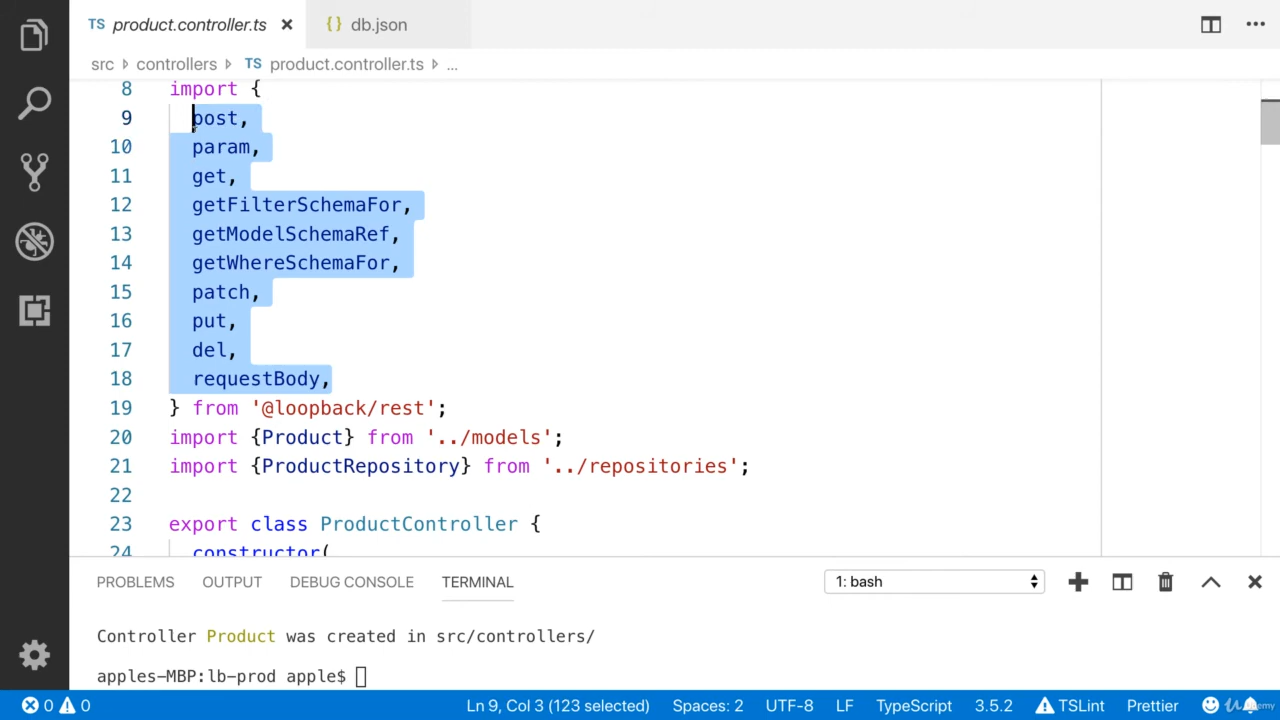 TS product.controller.ts ×
{} db.json
src controllers TS product.controller.ts ...
8 import {
9 post,
10 param,
11 get,
12 getFilterSchemaFor,
13 getModelSchemaRef,
14 getWhereSchemaFor,
15 patch,
16 put,
17 del,
18 requestBody,
19 } from '@loopback/rest';
20 import {Product} from '../models';
21 import {ProductRepository} from '../repositories';
22
23 export class ProductController {
24 constructor(
PROBLEMS OUTPUT DEBUG CONSOLE TERMINAL 1: bash
Controller Product was created in src/controllers/
apples-MBP:lb-prod apple$
0 0 Ln 9, Col 3 (123 selected) Spaces: 2 UTF-8 LF TypeScript 3.5.2 TSLint Prettier